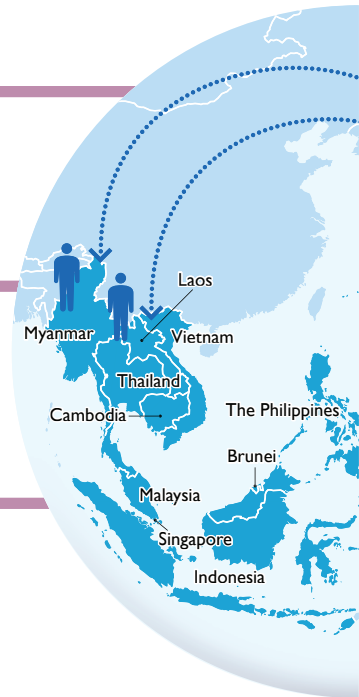 Laos
Myanmar
Vietnam
Thailand
Cambodia
The Philippines
Brunei
Malaysia
Singapore
Indonesia